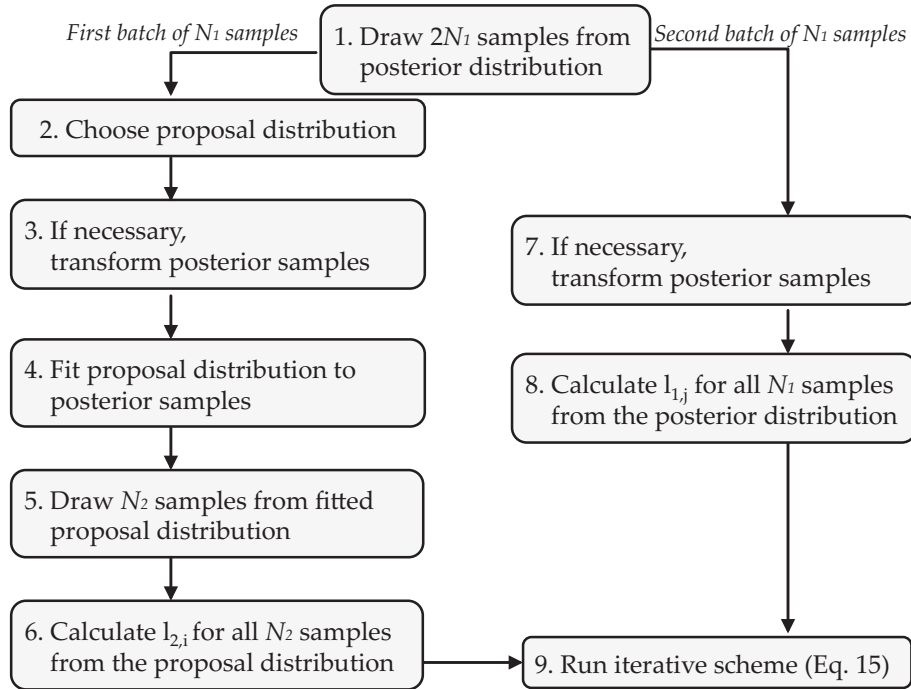 First batch of N₁ samples
1. Draw 2N₁ samples from
posterior distribution
Second batch of N₁ samples
2. Choose proposal distribution
3. If necessary,
transform posterior samples
4. Fit proposal distribution to
posterior samples
5. Draw N₂ samples from fitted
proposal distribution
6. Calculate l₂,ᵢ for all N₂ samples
from the proposal distribution
7. If necessary,
transform posterior samples
8. Calculate l₁,ⱼ for all N₁ samples
from the posterior distribution
9. Run iterative scheme (Eq. 15)